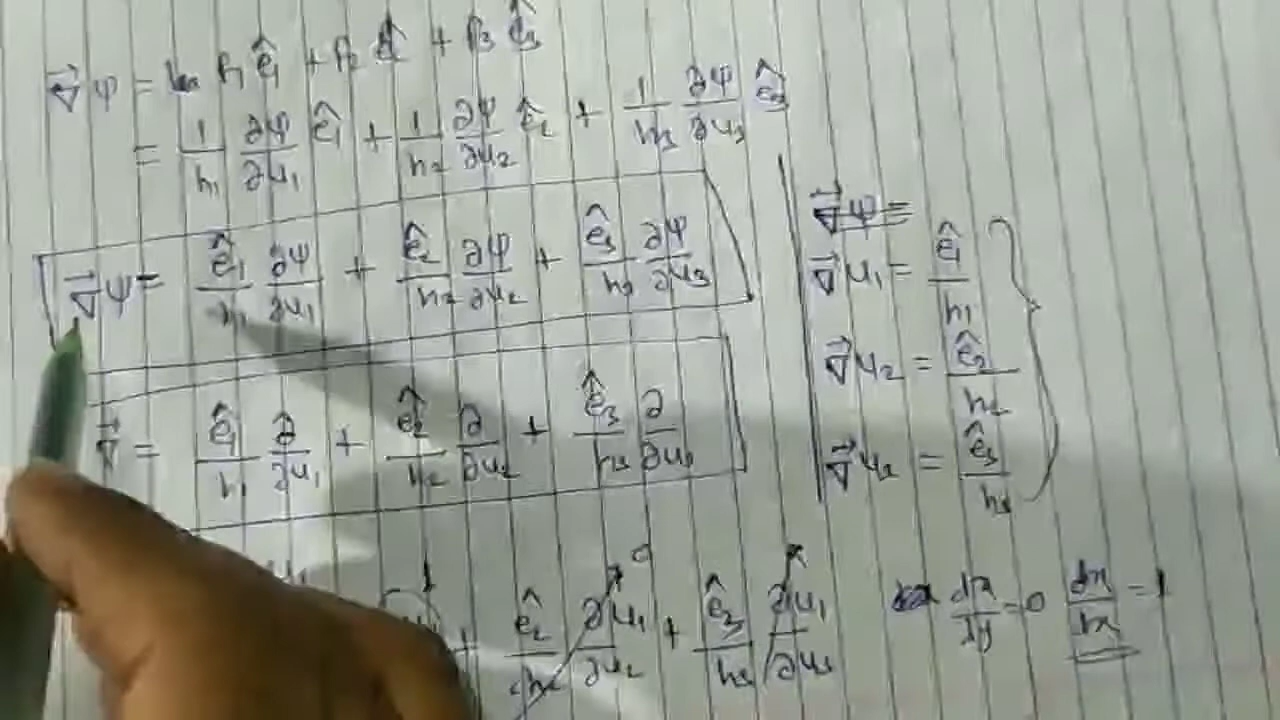 ∇⃗ψ = f₁ ê₁ + f₂ ê₂ + f₃ ê₃
= 1/h₁ ∂ψ/∂u₁ ê₁ + 1/h₂ ∂ψ/∂u₂ ê₂ + 1/h₃ ∂ψ/∂u₃ ê₃
∇⃗ψ = ê₁/h₁ ∂ψ/∂u₁ + ê₂/h₂ ∂ψ/∂u₂ + ê₃/h₃ ∂ψ/∂u₃
∇⃗ = ê₁/h₁ ∂/∂u₁ + ê₂/h₂ ∂/∂u₂ + ê₃/h₃ ∂/∂u₃
+ ê₂/h₂ ∂u₁/∂u₂ + ê₃/h₃ ∂u₁/∂u₃
∇⃗ψ =
∇⃗u₁ = ê₁/h₁
∇⃗u₂ = ê₂/h₂
∇⃗u₂ = ê₃/h₃
dx/dy = 0 dx/dx = 1